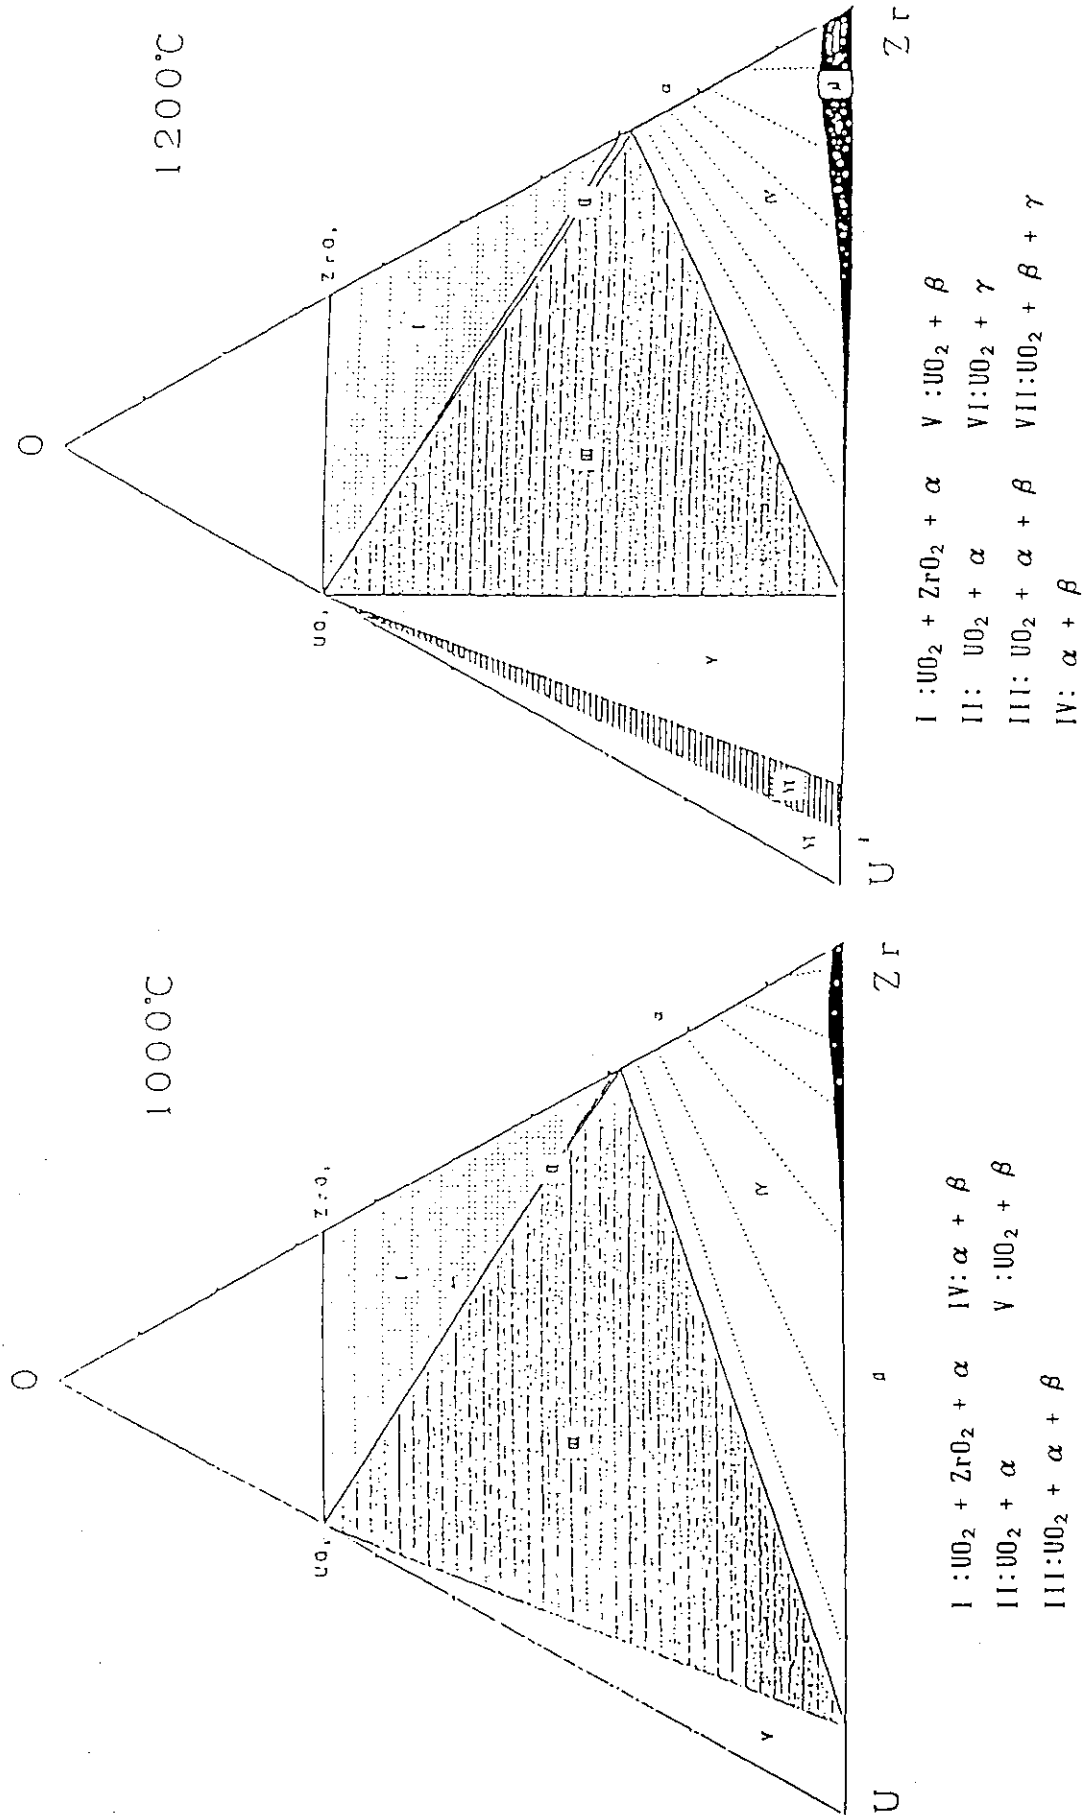 O
1000°C
UO₂
ZrO₂
I
II
III
α
IV
V
β
U
Zr
I :UO₂ + ZrO₂ + α IV: α + β
II:UO₂ + α V :UO₂ + β
III:UO₂ + α + β
O
1200°C
UO₂
ZrO₂
I
II
III
α
IV
V
VI
U
Zr
I :UO₂ + ZrO₂ + α V :UO₂ + β
II: UO₂ + α VI:UO₂ + γ
III: UO₂ + α + β VII:UO₂ + β + γ
IV: α + β